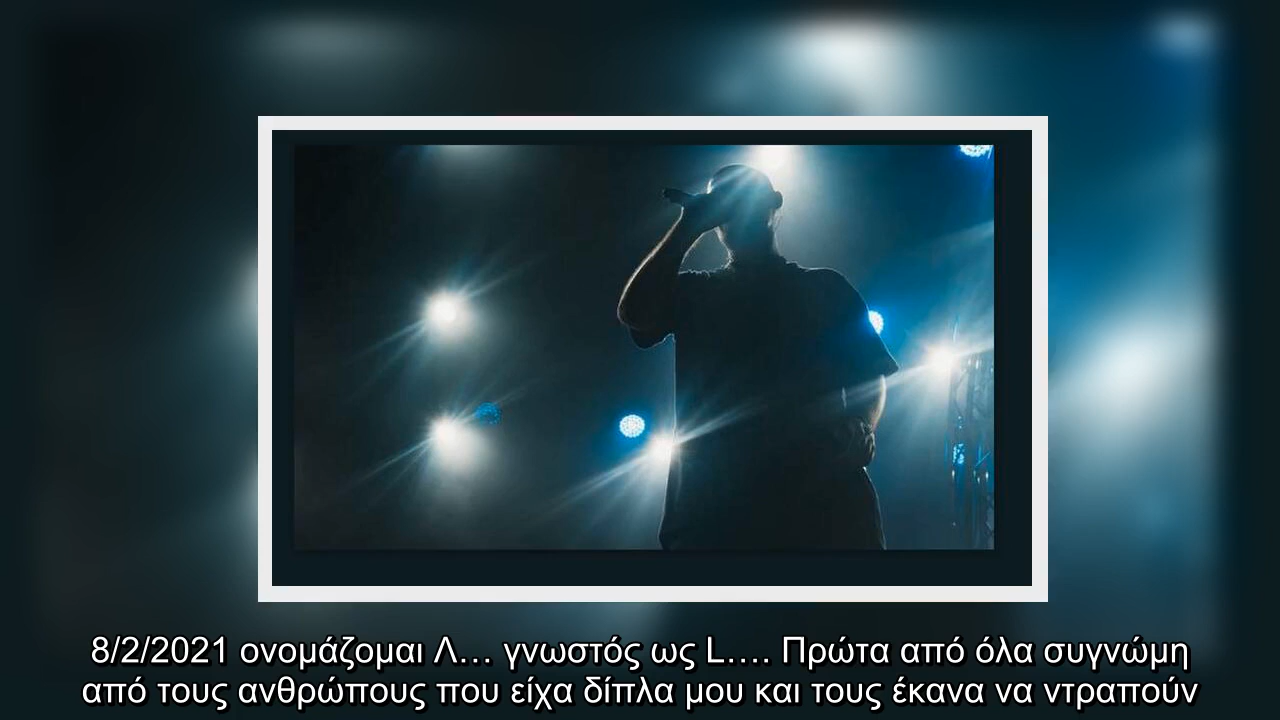 8/2/2021 ονομάζομαι Λ… γνωστός ως L…. Πρώτα από όλα συγνώμη
από τους ανθρώπους που είχα δίπλα μου και τους έκανα να ντραπούν